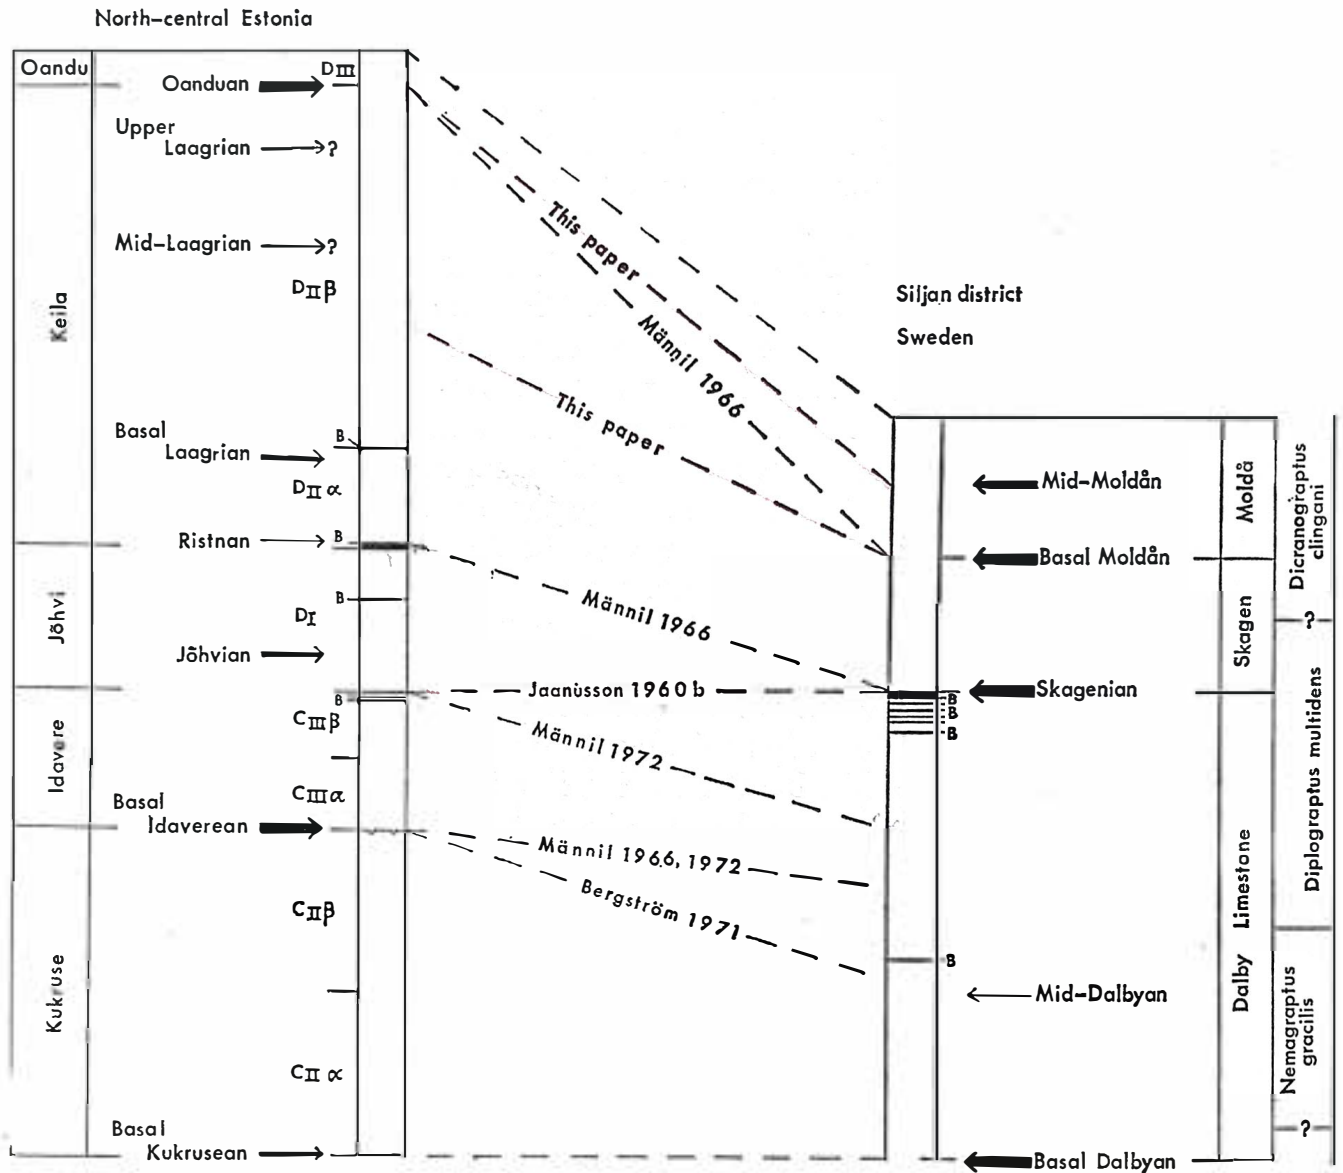 North-central Estonia
Oandu
DIII
Oanduan
Upper
Laagrian ?
Mid-Laagrian ?
DIIβ
Keila
Basal
Laagrian
B
DIIα
Ristnan
B
B
DI
Jõhvi
Jõhvian
B
CIIIβ
Idavere
CIIIα
Basal
Idaverean
CIIβ
Kukruse
CIIα
Basal
Kukrusean
This paper
Männil 1966
This paper
Männil 1966
Jaanusson 1960b
Männil 1972
Männil 1966, 1972
Bergström 1971
Siljan district
Sweden
Mid-Moldån
Basal Moldån
Skagenian
B
B
B
B
Mid-Dalbyan
Basal Dalbyan
Moldå
Skagen
Dalby Limestone
Dicranograptus
clingani
?
Diplograptus multidens
Nemagraptus
gracilis
?